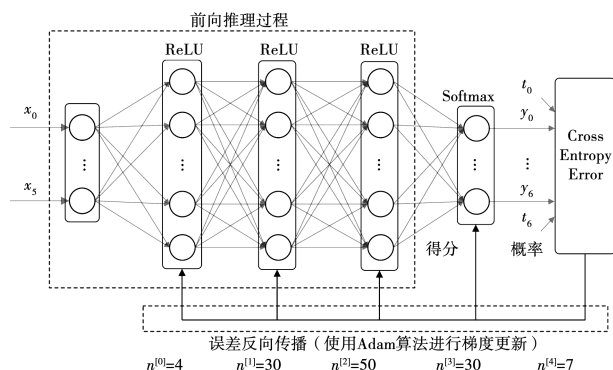 前向推理过程
ReLU
ReLU
ReLU
Softmax
x₀
x₅
t₀
y₀
y₆
t₆
Cross
Entropy
Error
得分
概率
误差反向传播（使用Adam算法进行梯度更新）
n^[0]=4 n^[1]=30 n^[2]=50 n^[3]=30 n^[4]=7